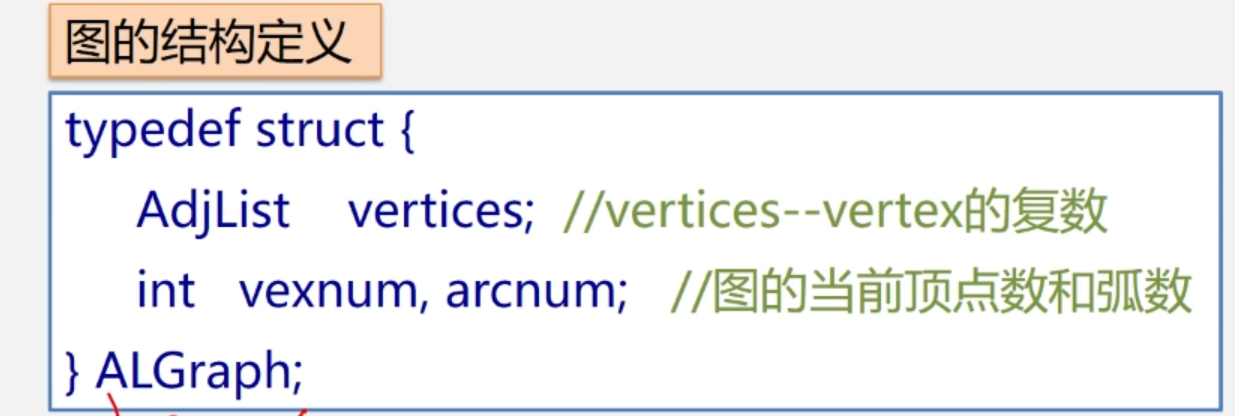 图的结构定义
typedef struct {
AdjList vertices; //vertices--vertex的复数
int vexnum, arcnum; //图的当前顶点数和弧数
} ALGraph;